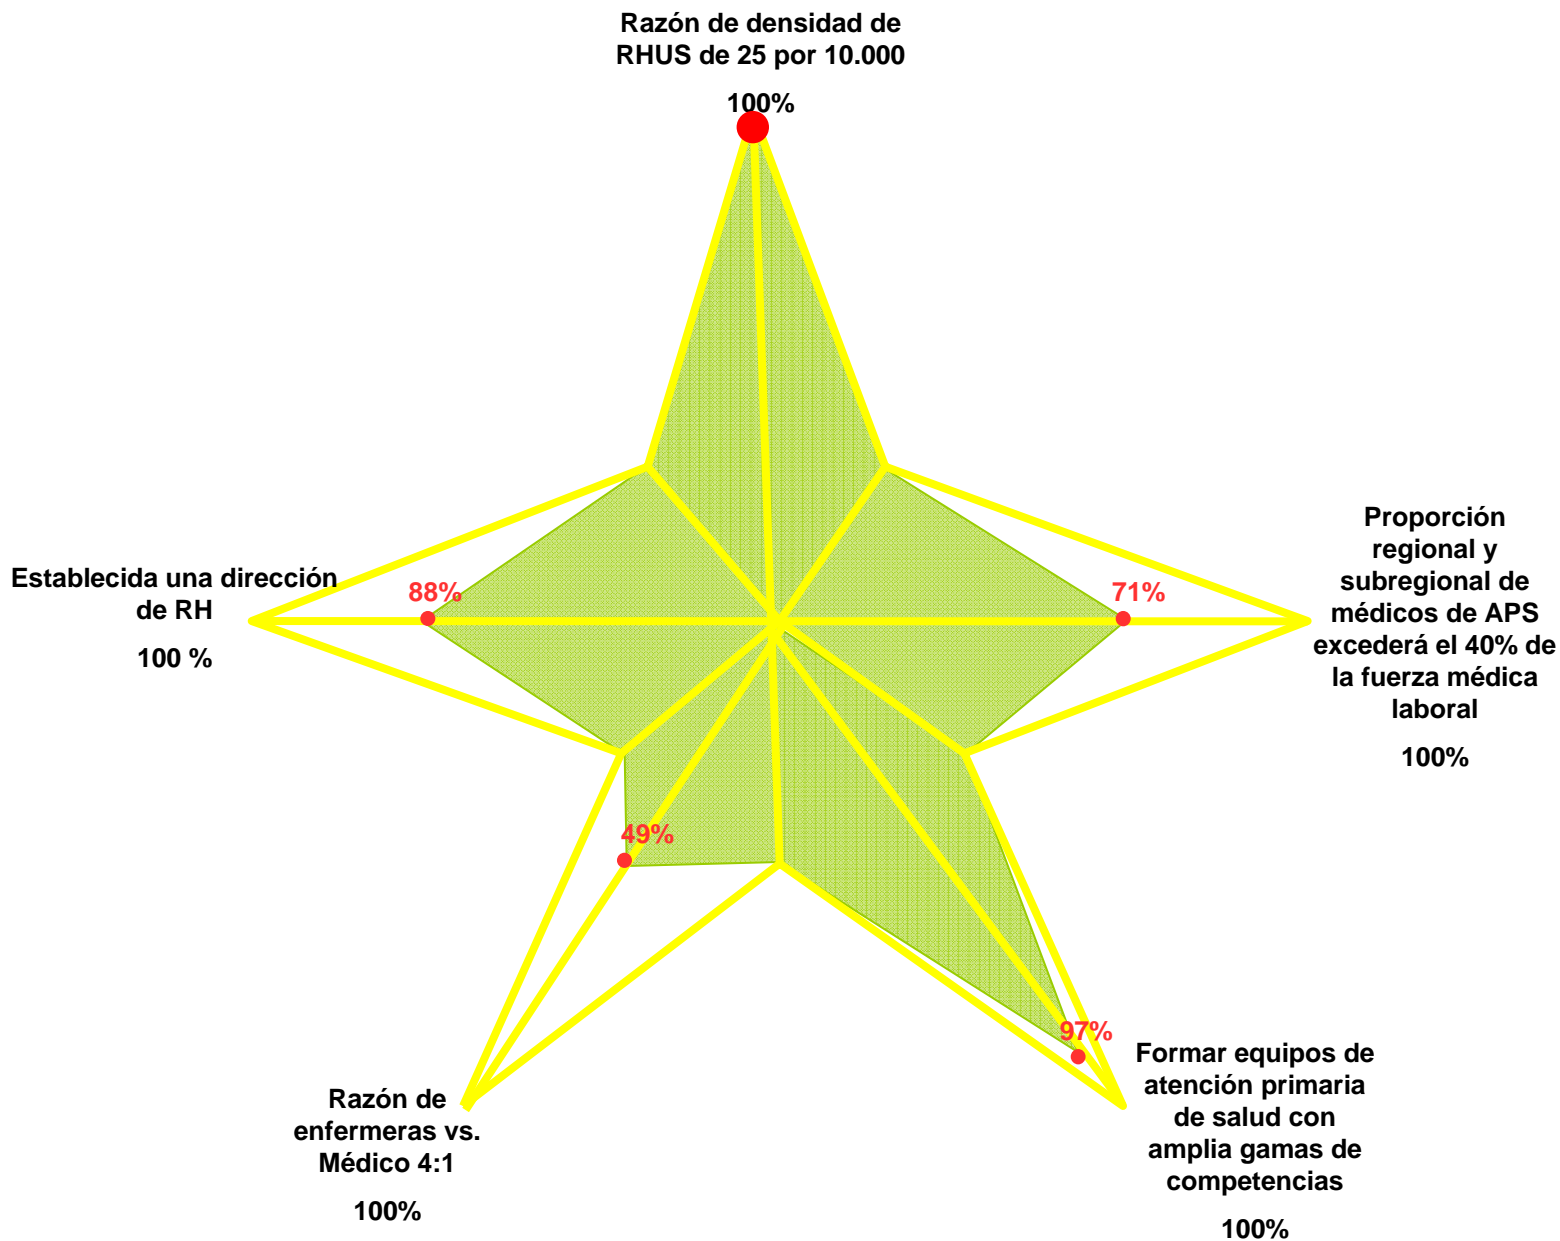 Razón de densidad de
RHUS de 25 por 10.000
100%
Proporción
regional y
subregional de
médicos de APS
excederá el 40% de
la fuerza médica
laboral
100%
71%
Establecida una dirección
de RH
100 %
88%
49%
Razón de
enfermeras vs.
Médico 4:1
100%
97%
Formar equipos de
atención primaria
de salud con
amplia gamas de
competencias
100%